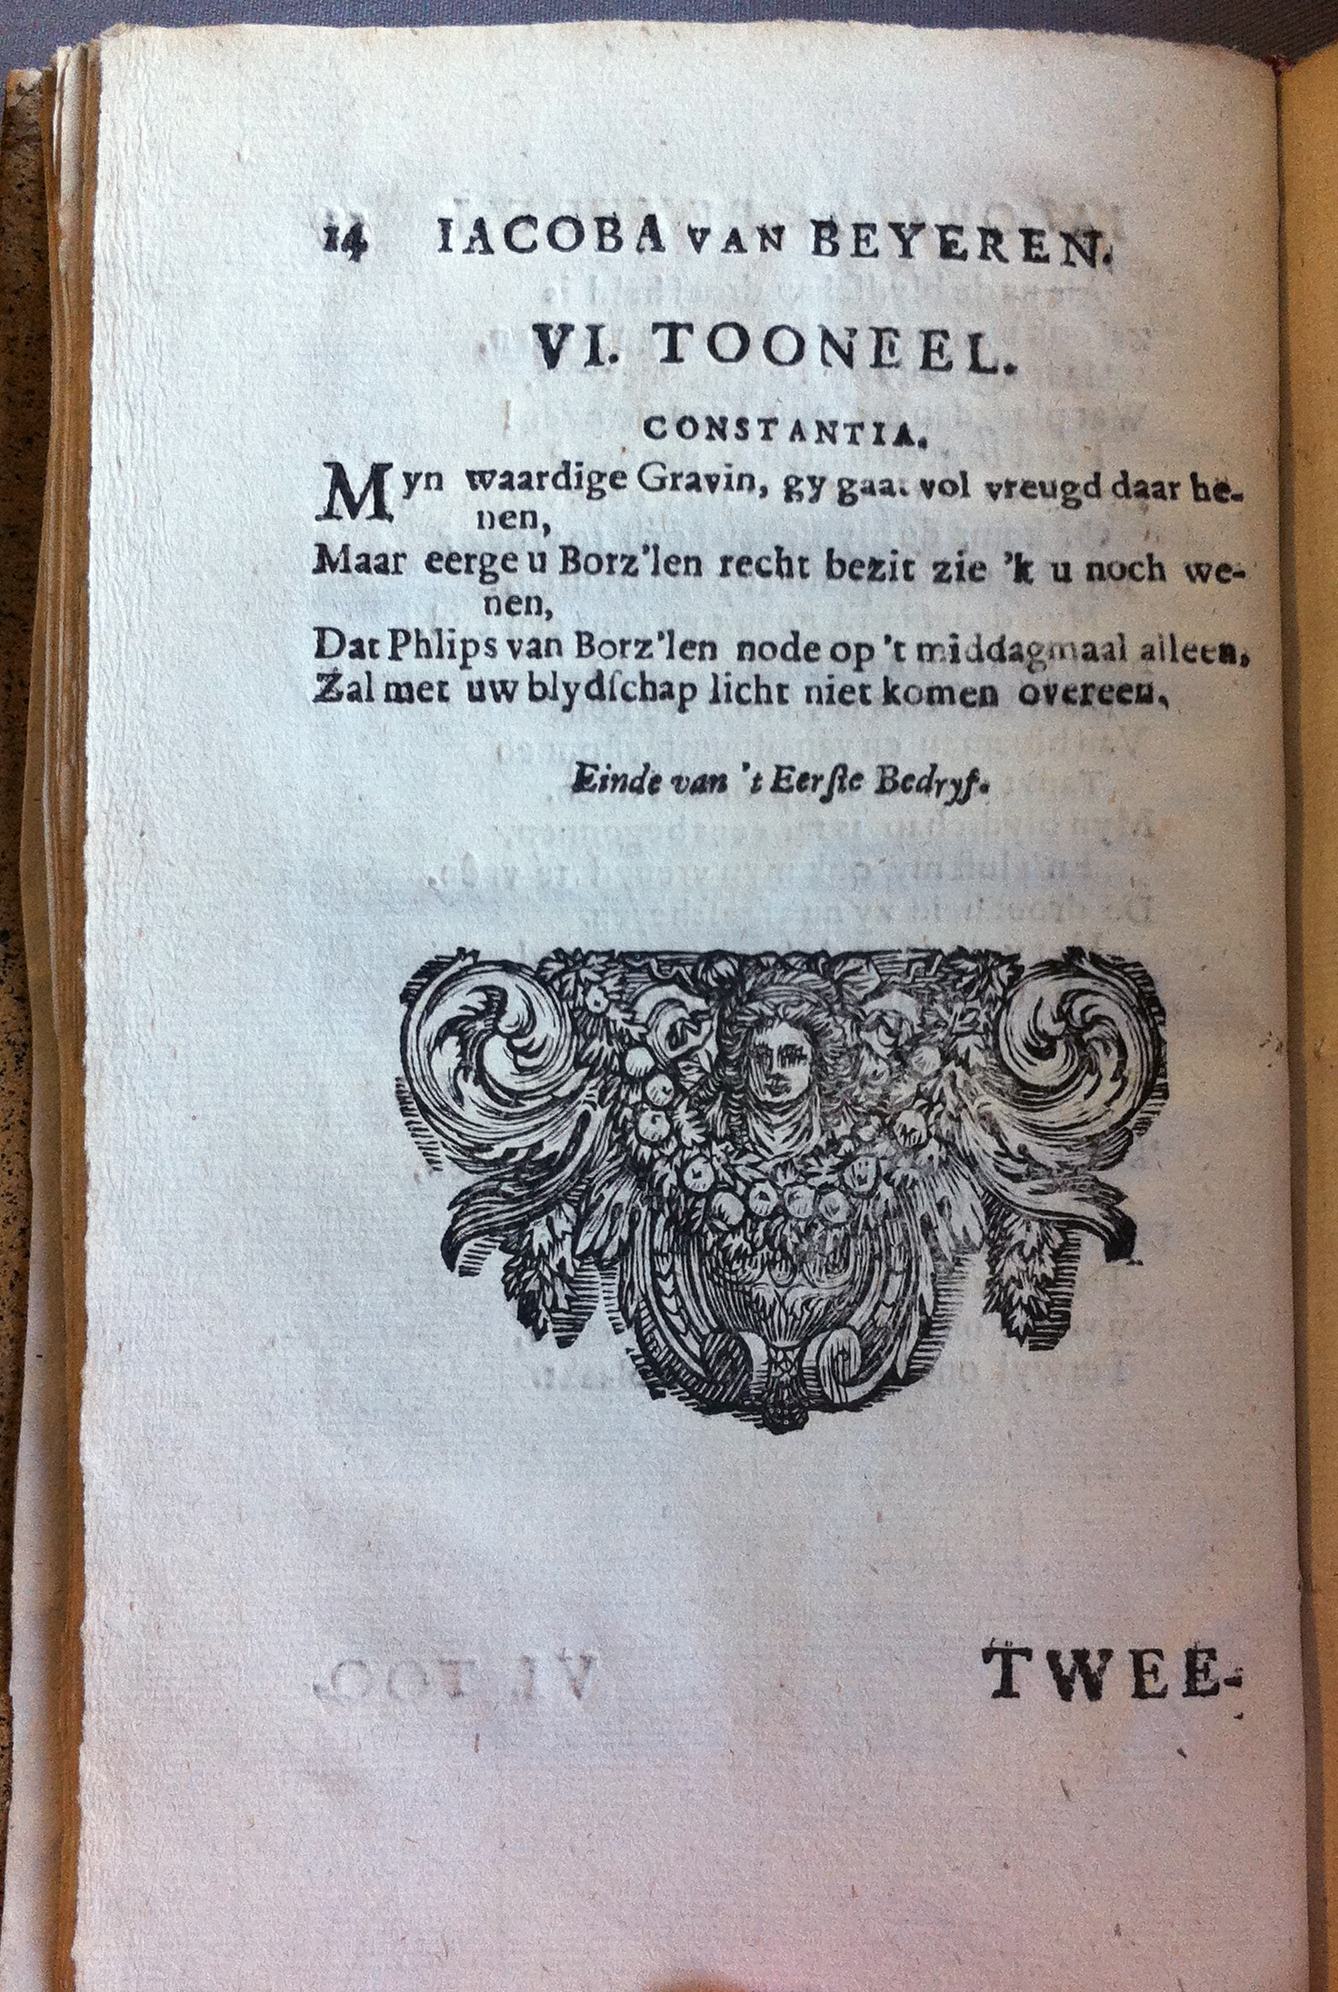 14 IACOBA VAN BEYEREN.
VI. TOONEEL.
CONSTANTIA.
Myn waardige Gravin, gy gaat vol vreugd daar he-
nen,
Maar eerge u Borz'len recht bezit zie 'k u noch we-
nen,
Dat Phlips van Borz'len node op 't middagmaal alleen,
Zal met uw blydſchap licht niet komen overeen,
Einde van 't Eerſte Bedryf.
TWEE-